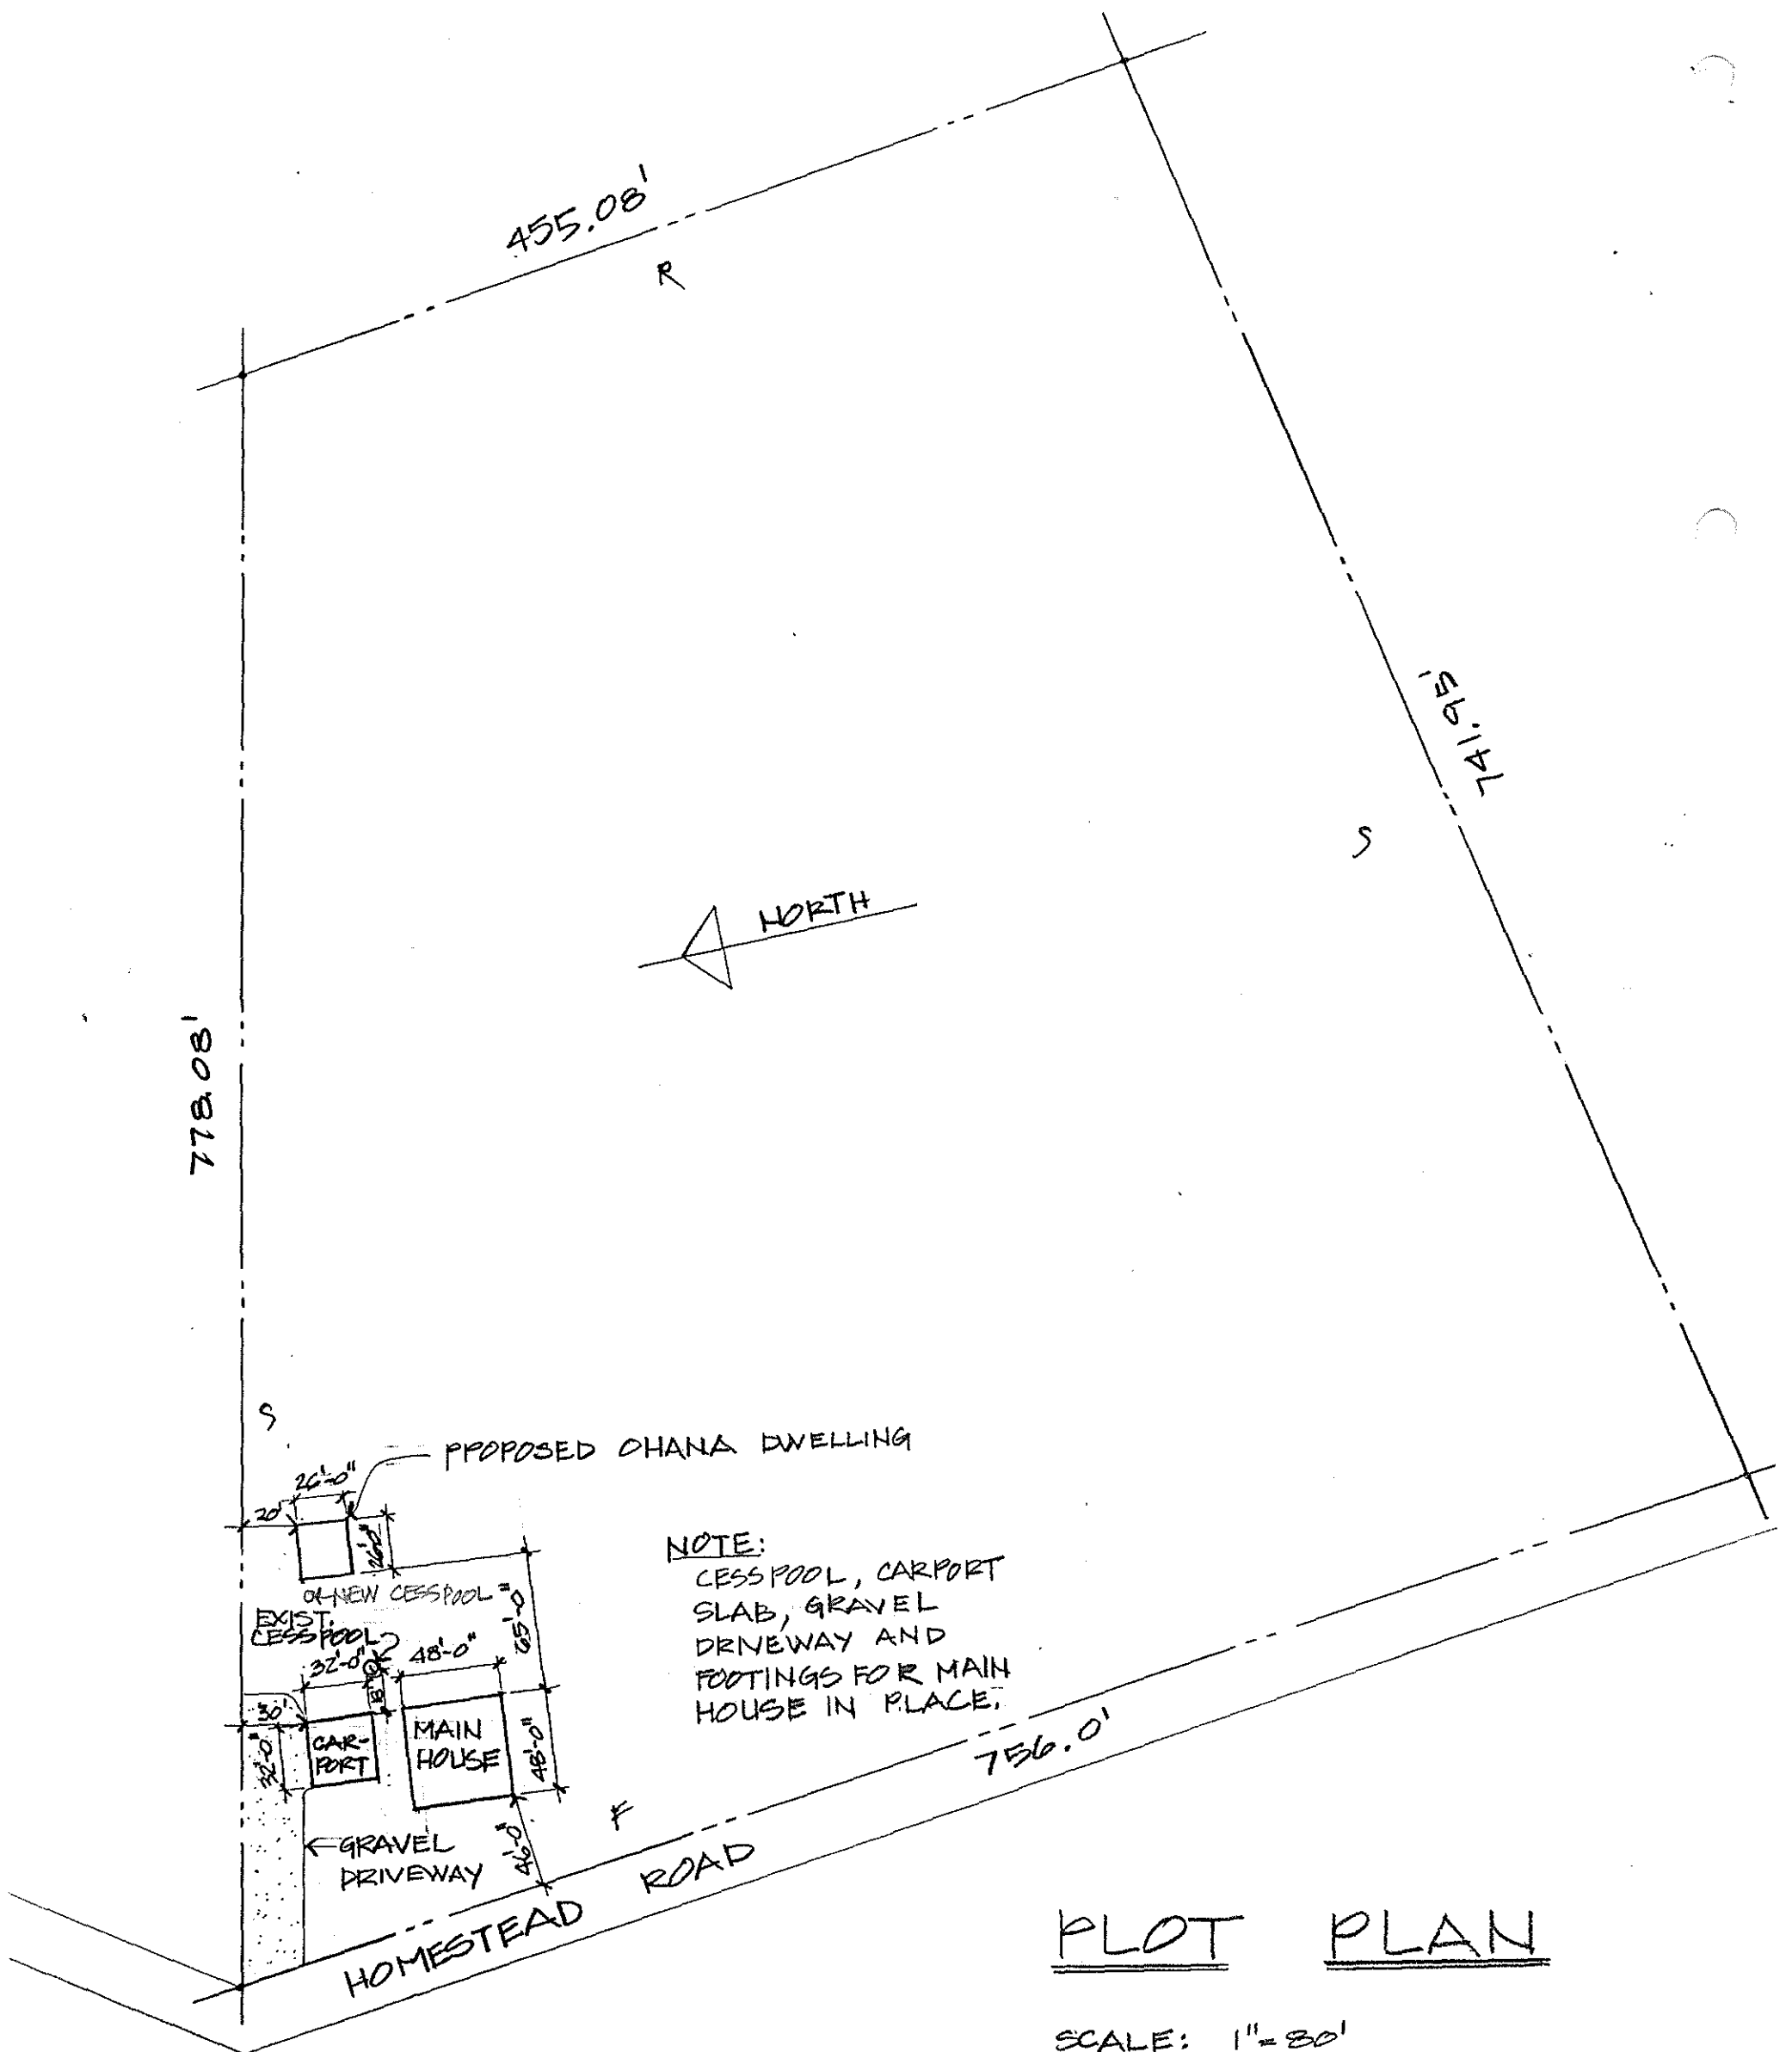 455.08'
R
741.95'
S
NORTH
778.08'
S
PROPOSED OHANA DWELLING
26'-0"
20'
26'-0"
OR NEW CESSPOOL
EXIST.
CESSPOOL
32'-0"
18'
48'-0"
65'-0"
30'
32'-0"
CAR-
PORT
MAIN
HOUSE
48'-0"
NOTE:
CESSPOOL, CARPORT
SLAB, GRAVEL
DRIVEWAY AND
FOOTINGS FOR MAIN
HOUSE IN PLACE.
756.0'
F
46'-0"
GRAVEL
DRIVEWAY
HOMESTEAD ROAD
PLOT PLAN
SCALE: 1"=80'